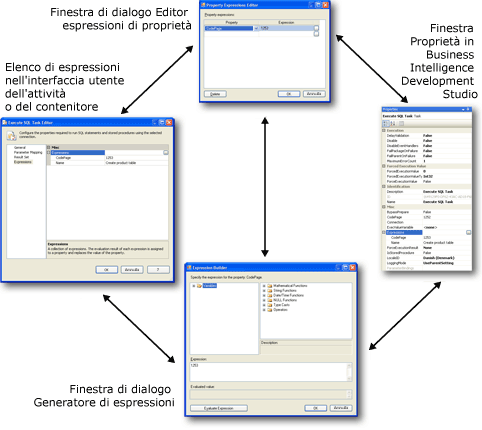 Finestra di dialogo Editor
espressioni di proprietà
Property Expressions Editor
Property expressions:
Property Expression
CodePage 1252
Delete OK Annulla
Finestra
Proprietà in
Business
Intelligence
Development
Studio
Elenco di espressioni
nell'interfaccia utente
dell'attività
o del contenitore
Execute SQL Task Editor
Configure the properties required to run SQL statements and stored procedures using the selected
connection.
General
Parameter Mapping
Result Set
Expressions
Misc
Expressions
CodePage 1252
Name Create product table
Expressions
A collection of expressions. The evaluation result of each expression is assigned
to a property and replaces the value of the property.
OK Annulla ?
Properties
Execute SQL Task Task
Execution
DelayValidation False
Disable False
DisableEventHandlers False
FailPackageOnFailure False
FailParentOnFailure False
MaximumErrorCount 1
Forced Execution Value
ForcedExecutionValue 0
ForcedExecutionValueType Int32
ForceExecutionValue False
Identification
Description Execute SQL Task
ID
Name Execute SQL Task
Misc
BypassPrepare False
CodePage 1252
Connection
ExecValueVariable <none>
Expressions
CodePage 1252
Name Create product table
ForceExecutionResult None
IsStoredProcedure False
LocaleID Danish (Denmark)
LoggingMode UseParentSetting
Expression Builder
Specify the expression for the property: CodePage.
Variables
Mathematical Functions
String Functions
Date/Time Functions
NULL Functions
Type Casts
Operators
Description
Expression
1252
Evaluated value
Evaluate Expression OK Annulla
Finestra di dialogo
Generatore di espressioni